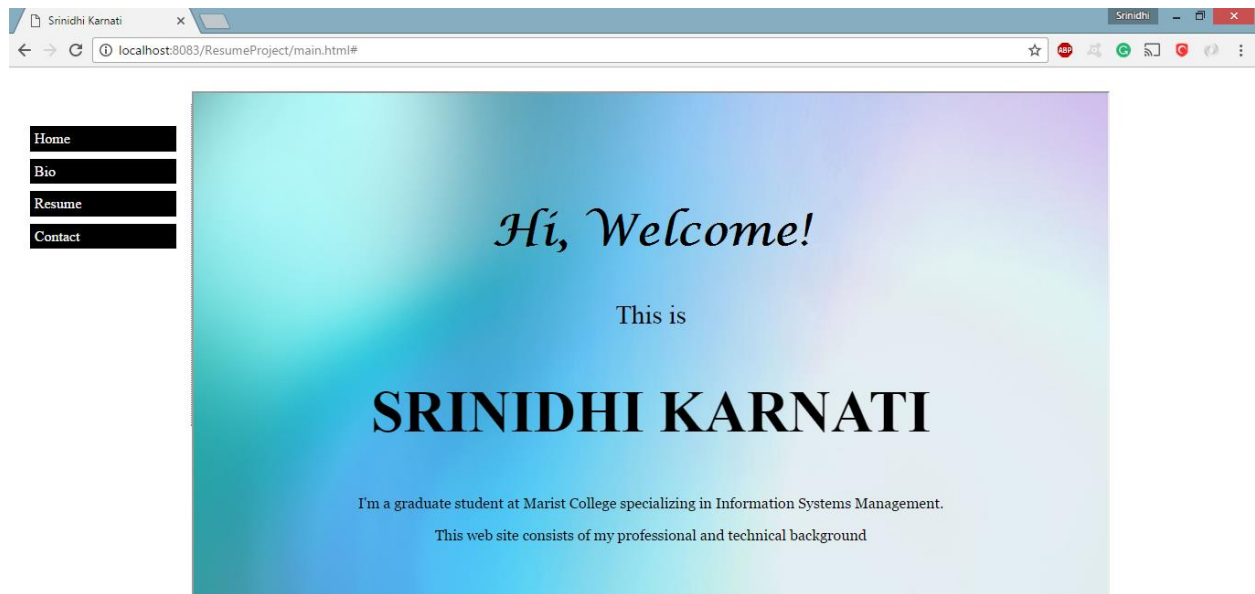 Srinidhi Karnati
Srinidhi
localhost:8083/ResumeProject/main.html#
ABP
Home
Bio
Resume
Contact
Hi, Welcome!
This is
SRINIDHI KARNATI
I'm a graduate student at Marist College specializing in Information Systems Management.
This web site consists of my professional and technical background